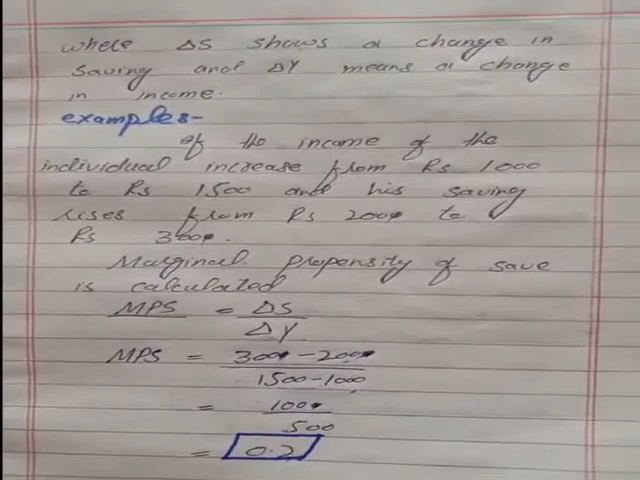 where ΔS shows a change in
saving and ΔY means a change
in income.
examples-
of the income of the
individual increase from Rs 1000
to Rs 1500 and his saving
rises from Rs 200 to
Rs 300.
Marginal propensity of save
is calculated
MPS = ΔS
ΔY
MPS = 300 - 200
1500-1000
= 100
500
= 0.2